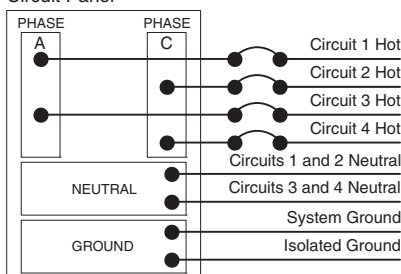 Circuit Panel
PHASE PHASE
A C
Circuit 1 Hot
Circuit 2 Hot
Circuit 3 Hot
Circuit 4 Hot
Circuits 1 and 2 Neutral
NEUTRAL
Circuits 3 and 4 Neutral
System Ground
GROUND
Isolated Ground